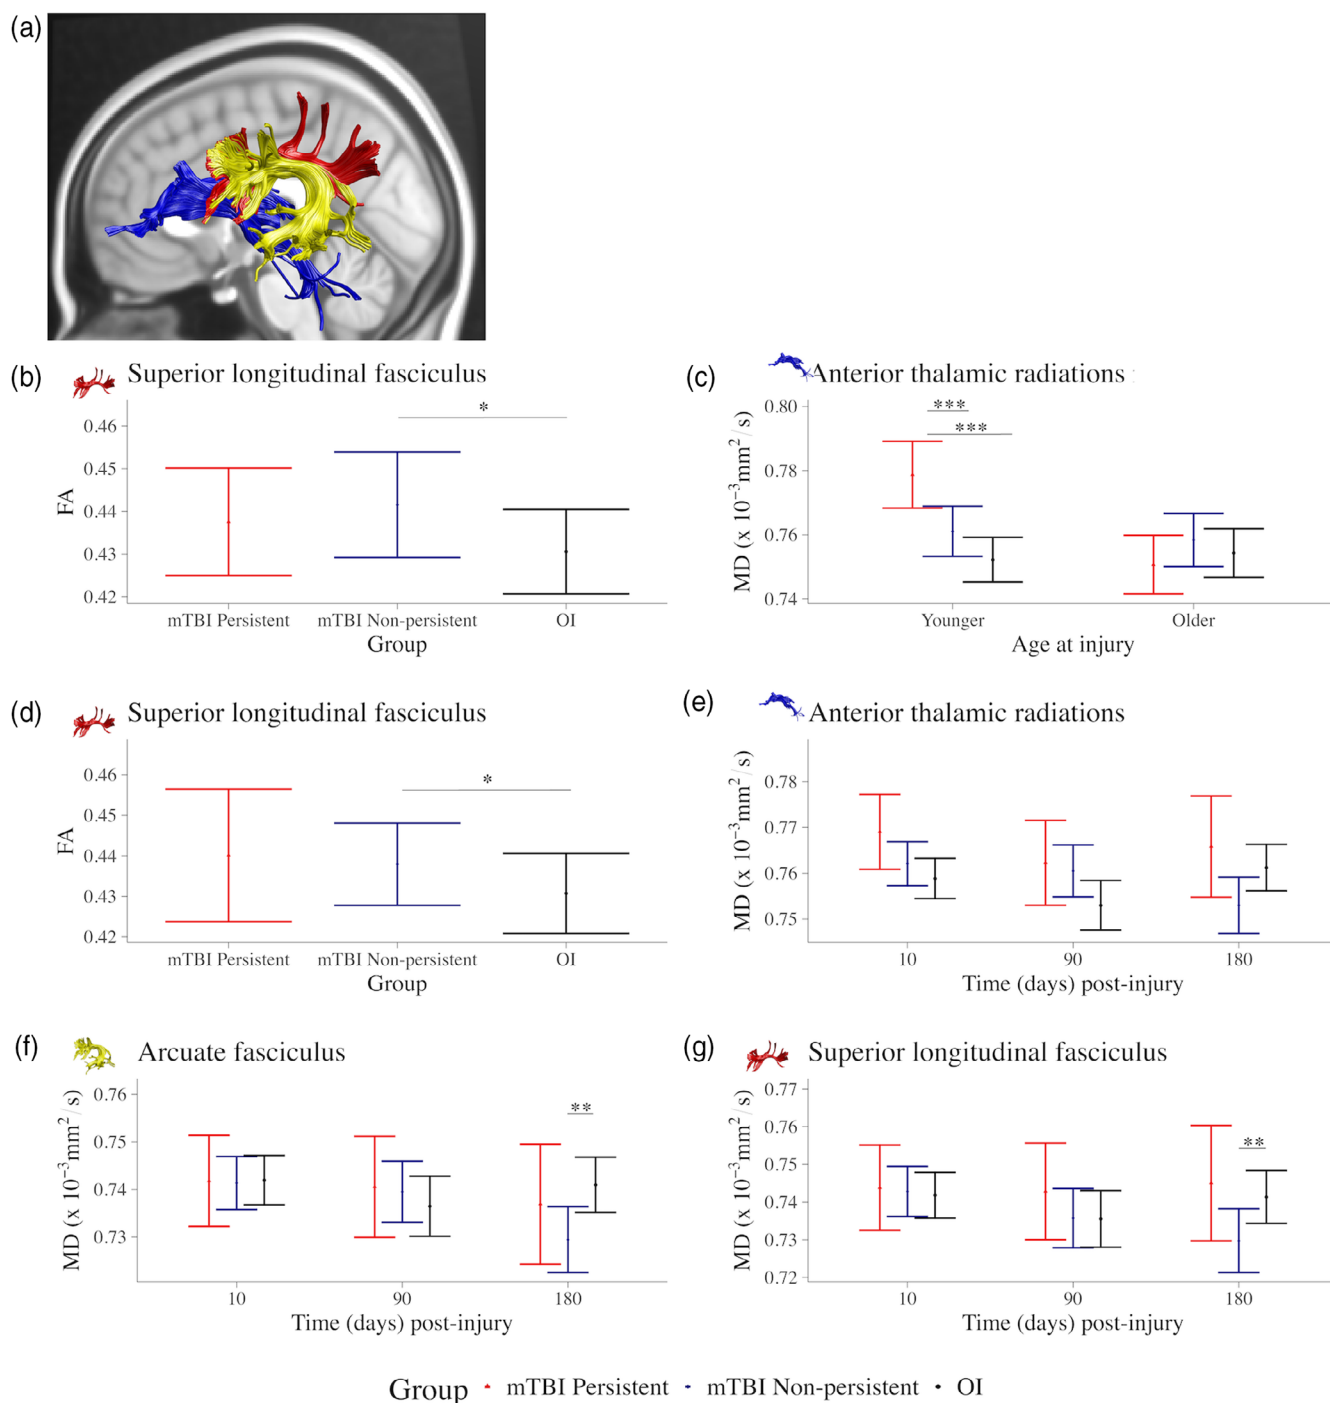 (a)
(b) Superior longitudinal fasciculus
*
FA
0.46
0.45
0.44
0.43
0.42
mTBI Persistent mTBI Non-persistent OI
Group
(c) Anterior thalamic radiations
***
***
MD (x 10⁻³mm²/s)
0.80
0.78
0.76
0.74
Younger Older
Age at injury
(d) Superior longitudinal fasciculus
*
FA
0.46
0.45
0.44
0.43
0.42
mTBI Persistent mTBI Non-persistent OI
Group
(e) Anterior thalamic radiations
MD (x 10⁻³mm²/s)
0.78
0.77
0.76
0.75
10 90 180
Time (days) post-injury
(f) Arcuate fasciculus
**
MD (x 10⁻³mm²/s)
0.76
0.75
0.74
0.73
10 90 180
Time (days) post-injury
(g) Superior longitudinal fasciculus
**
MD (x 10⁻³mm²/s)
0.77
0.76
0.75
0.74
0.73
0.72
10 90 180
Time (days) post-injury
Group mTBI Persistent mTBI Non-persistent OI